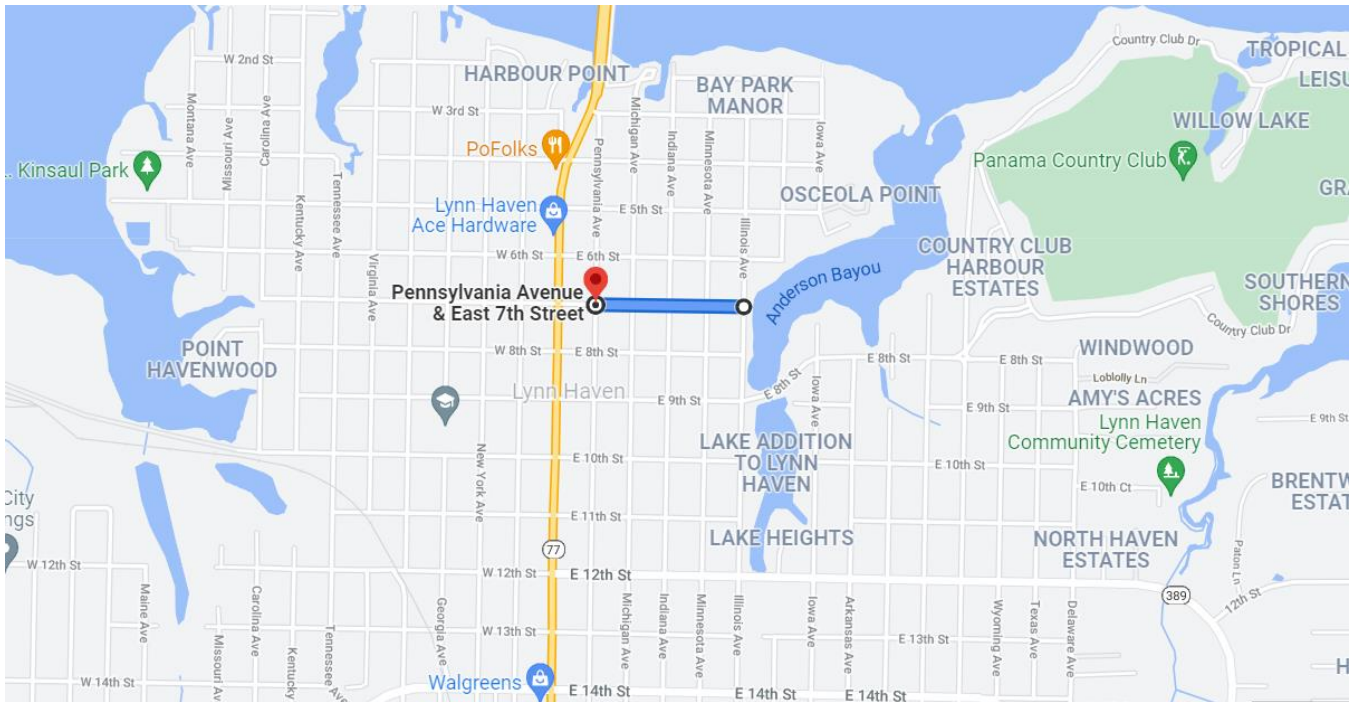 TROPICAL
LEISU
Country Club Dr
W 2nd St
HARBOUR POINT
BAY PARK
MANOR
Montana Ave
Missouri Ave
Carolina Ave
W 3rd St
Michigan Ave
Indiana Ave
Minnesota Ave
Iowa Ave
WILLOW LAKE
PoFolks
Pennsylvania Ave
Panama Country Club
L. Kinsaul Park
Tennessee Ave
Kentucky Ave
OSCEOLA POINT
GRA
Lynn Haven
Ace Hardware
E 5th St
Illinois Ave
W 6th St
E 6th St
COUNTRY CLUB
HARBOUR
ESTATES
Virginia Ave
Anderson Bayou
SOUTHERN
SHORES
Pennsylvania Avenue
& East 7th Street
Country Club Dr
POINT
HAVENWOOD
W 8th St
E 8th St
E 8th St
E 8th St
E 8th St
WINDWOOD
Loblolly Ln
Lynn Haven
E 9th St
Iowa Ave
E 9th St
AMY'S ACRES
E 9th St
Lynn Haven
Community Cemetery
LAKE ADDITION
TO LYNN
HAVEN
New York Ave
E 10th St
E 10th St
E 10th Ct
BRENTW
ESTAT
City
ngs
E 11th St
LAKE HEIGHTS
NORTH HAVEN
ESTATES
77
W 12th St
W 12th St
E 12th St
Paton Ln
389
12th St
Maine Ave
Carolina Ave
Georgia Ave
Michigan Ave
Indiana Ave
Minnesota Ave
Illinois Ave
Iowa Ave
Arkansas Ave
Wyoming Ave
Texas Ave
Delaware Ave
Missouri Av
Kentucky
Tennessee Ave
W 13th St
E 13th St
H
W 14th St
Walgreens
E 14th St
E 14th St
E 14th St